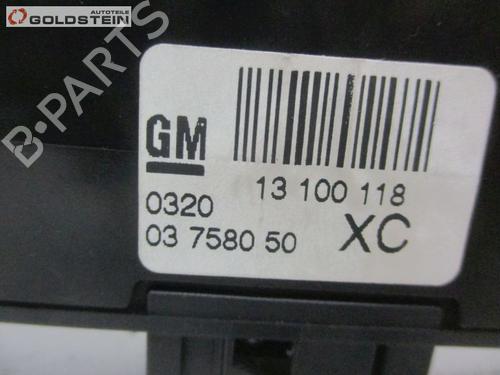 AUTOTEILE
GOLDSTEIN
B-PARTS
GM
13 100 118
0320
03 7580 50 XC